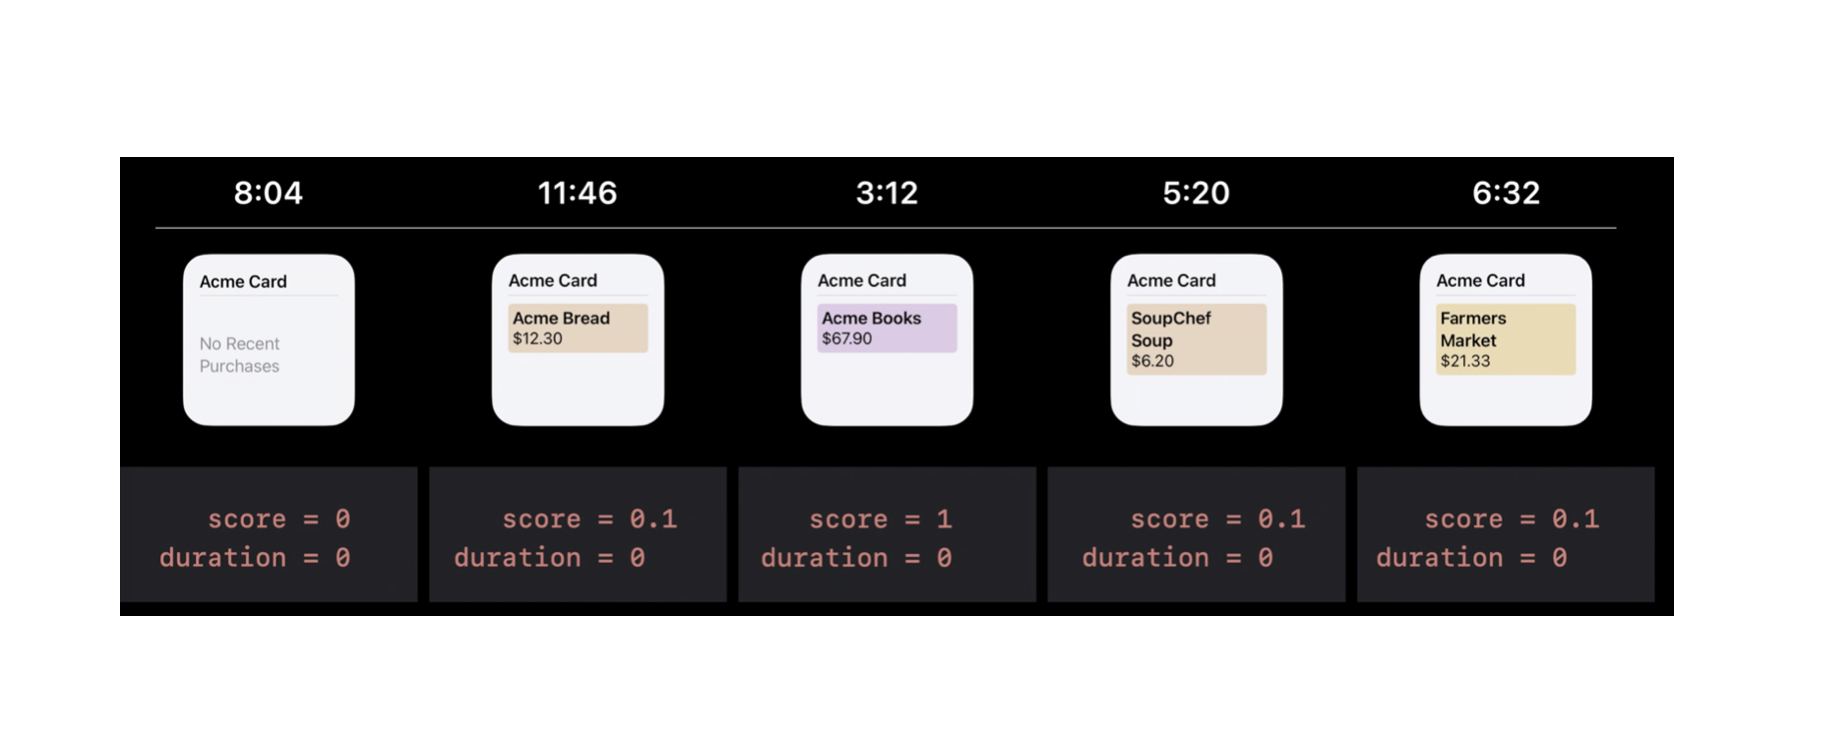 8:04
11:46
3:12
5:20
6:32
Acme Card
No Recent
Purchases
Acme Card
Acme Bread
$12.30
Acme Card
Acme Books
$67.90
Acme Card
SoupChef
Soup
$6.20
Acme Card
Farmers
Market
$21.33
score = 0
duration = 0
score = 0.1
duration = 0
score = 1
duration = 0
score = 0.1
duration = 0
score = 0.1
duration = 0